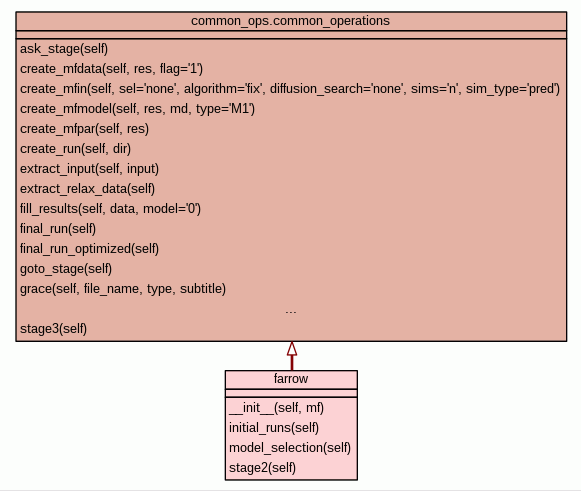 common_ops.common_operations
ask_stage(self)
create_mfdata(self, res, flag='1')
create_mfin(self, sel='none', algorithm='fix', diffusion_search='none', sims='n', sim_type='pred')
create_mfmodel(self, res, md, type='M1')
create_mfpar(self, res)
create_run(self, dir)
extract_input(self, input)
extract_relax_data(self)
fill_results(self, data, model='0')
final_run(self)
final_run_optimized(self)
goto_stage(self)
grace(self, file_name, type, subtitle)
...
stage3(self)
farrow
__init__(self, mf)
initial_runs(self)
model_selection(self)
stage2(self)